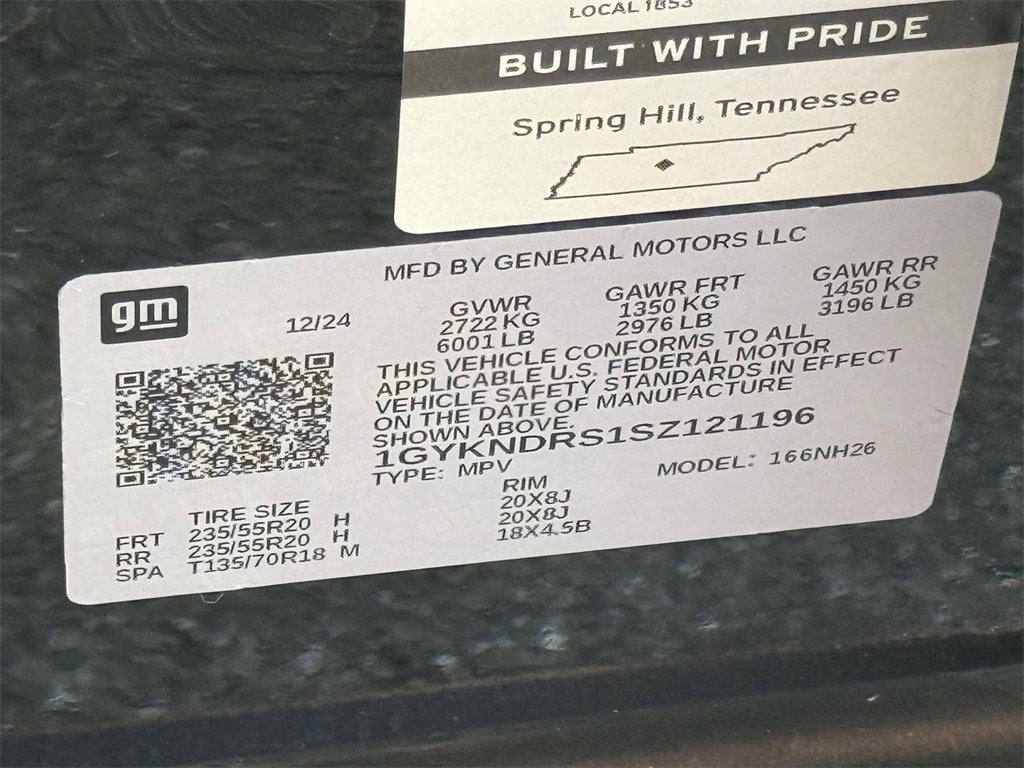 LOCAL 1853
BUILT WITH PRIDE
Spring Hill, Tennessee
MFD BY GENERAL MOTORS LLC
gm
12/24
GVWR GAWR FRT GAWR RR
2722 KG 1350 KG 1450 KG
6001 LB 2976 LB 3196 LB
THIS VEHICLE CONFORMS TO ALL
APPLICABLE U.S. FEDERAL MOTOR
VEHICLE SAFETY STANDARDS IN EFFECT
ON THE DATE OF MANUFACTURE
SHOWN ABOVE.
1GYKNDRS1SZ121196
TYPE: MPV MODEL: 166NH26
TIRE SIZE RIM
FRT 235/55R20 H 20X8J
RR 235/55R20 H 20X8J
SPA T135/70R18 M 18X4.5B